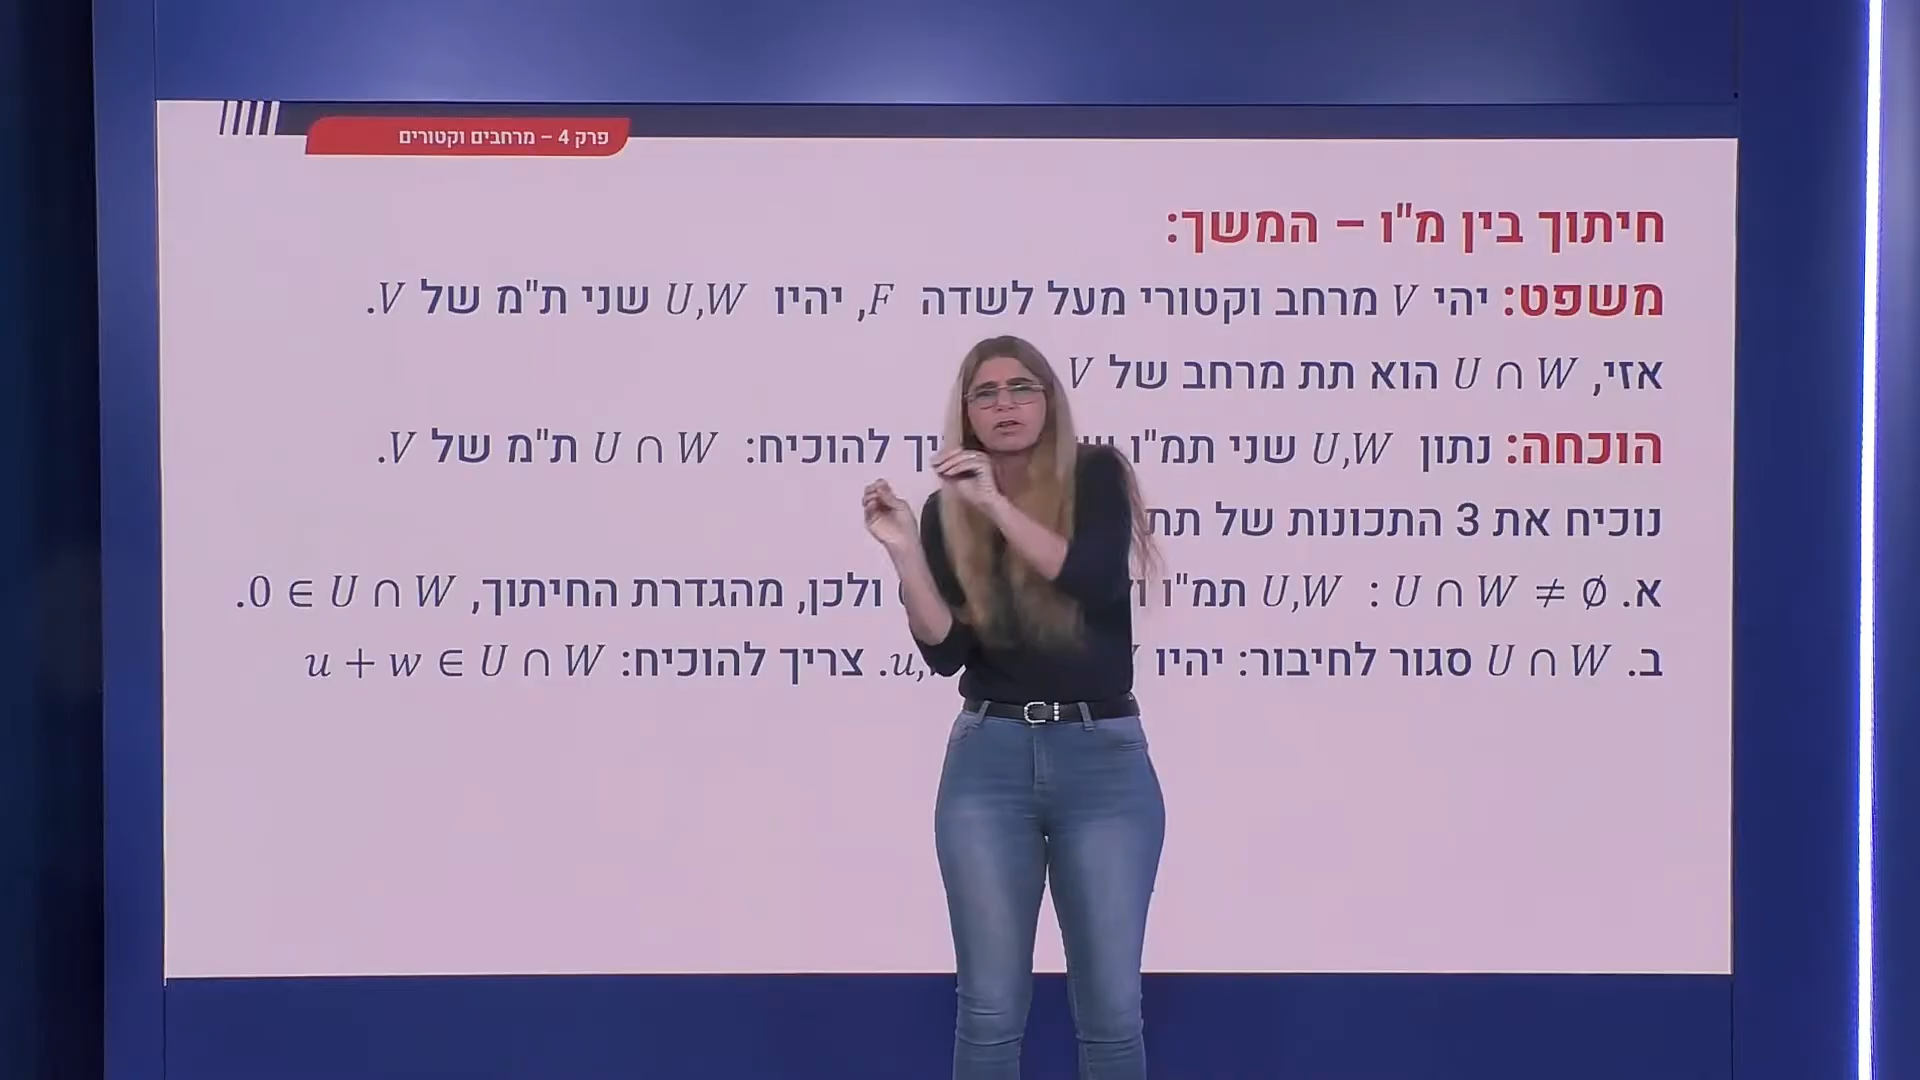 פרק 4 – מרחבים וקטורים
חיתוך בין מ"ו – המשך:
משפט: יהי V מרחב וקטורי מעל לשדה F, יהיו U,W שני ת"מ של V.
אזי, U ∩ W הוא תת מרחב של V
הוכחה: נתון U,W שני תמ"ו להוכיח: U ∩ W ת"מ של V.
נוכיח את 3 התכונות של
א. U ∩ W ≠ ∅ : U,W תמ"ו ולכן, מהגדרת החיתוך, 0 ∈ U ∩ W.
ב. U ∩ W סגור לחיבור: יהיו u, צריך להוכיח: u + w ∈ U ∩ W